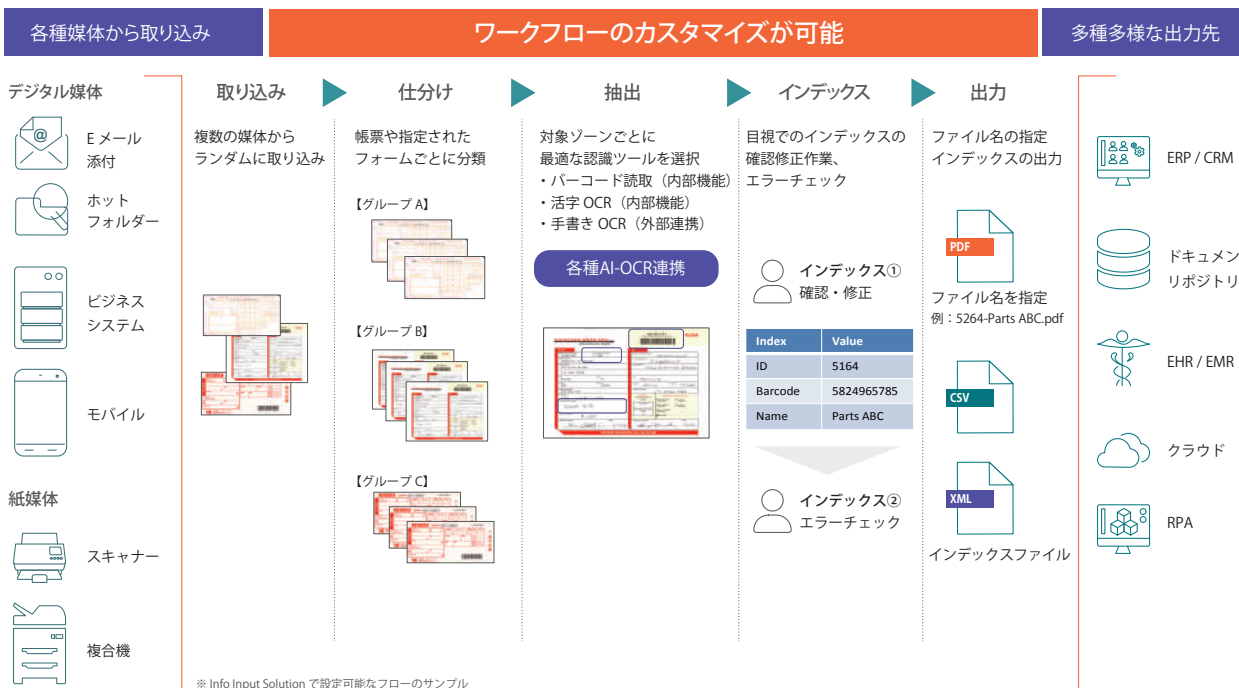 各種媒体から取り込み
ワークフローのカスタマイズが可能
多種多様な出力先
デジタル媒体
E メール
添付
ホット
フォルダー
ビジネス
システム
モバイル
紙媒体
スキャナー
複合機
取り込み
複数の媒体から
ランダムに取り込み
仕分け
帳票や指定された
フォームごとに分類
【グループ A】
【グループ B】
【グループ C】
抽出
対象ゾーンごとに
最適な認識ツールを選択
・バーコード読取（内部機能）
・活字 OCR（内部機能）
・手書き OCR（外部連携）
各種AI-OCR連携
インデックス
目視でのインデックスの
確認修正作業、
エラーチェック
インデックス①
確認・修正
Index Value
ID 5164
Barcode 5824965785
Name Parts ABC
インデックス②
エラーチェック
出力
ファイル名の指定
インデックスの出力
PDF
ファイル名を指定
例：5264-Parts ABC.pdf
CSV
XML
インデックスファイル
ERP / CRM
ドキュメン
リポジトリ
EHR / EMR
クラウド
RPA
※ Info Input Solution で設定可能なフローのサンプル